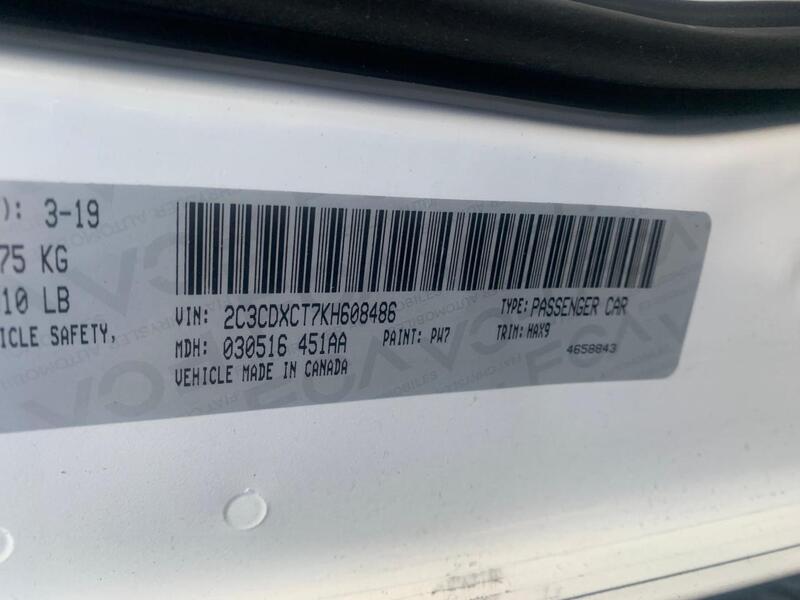 ): 3-19
75 KG
10 LB
ICLE SAFETY,
VIN: 2C3CDXCT7KH608486 TYPE: PASSENGER CAR
MDH: 030516 451AA PAINT: PW7 TRIM: HAX9
VEHICLE MADE IN CANADA 4658843